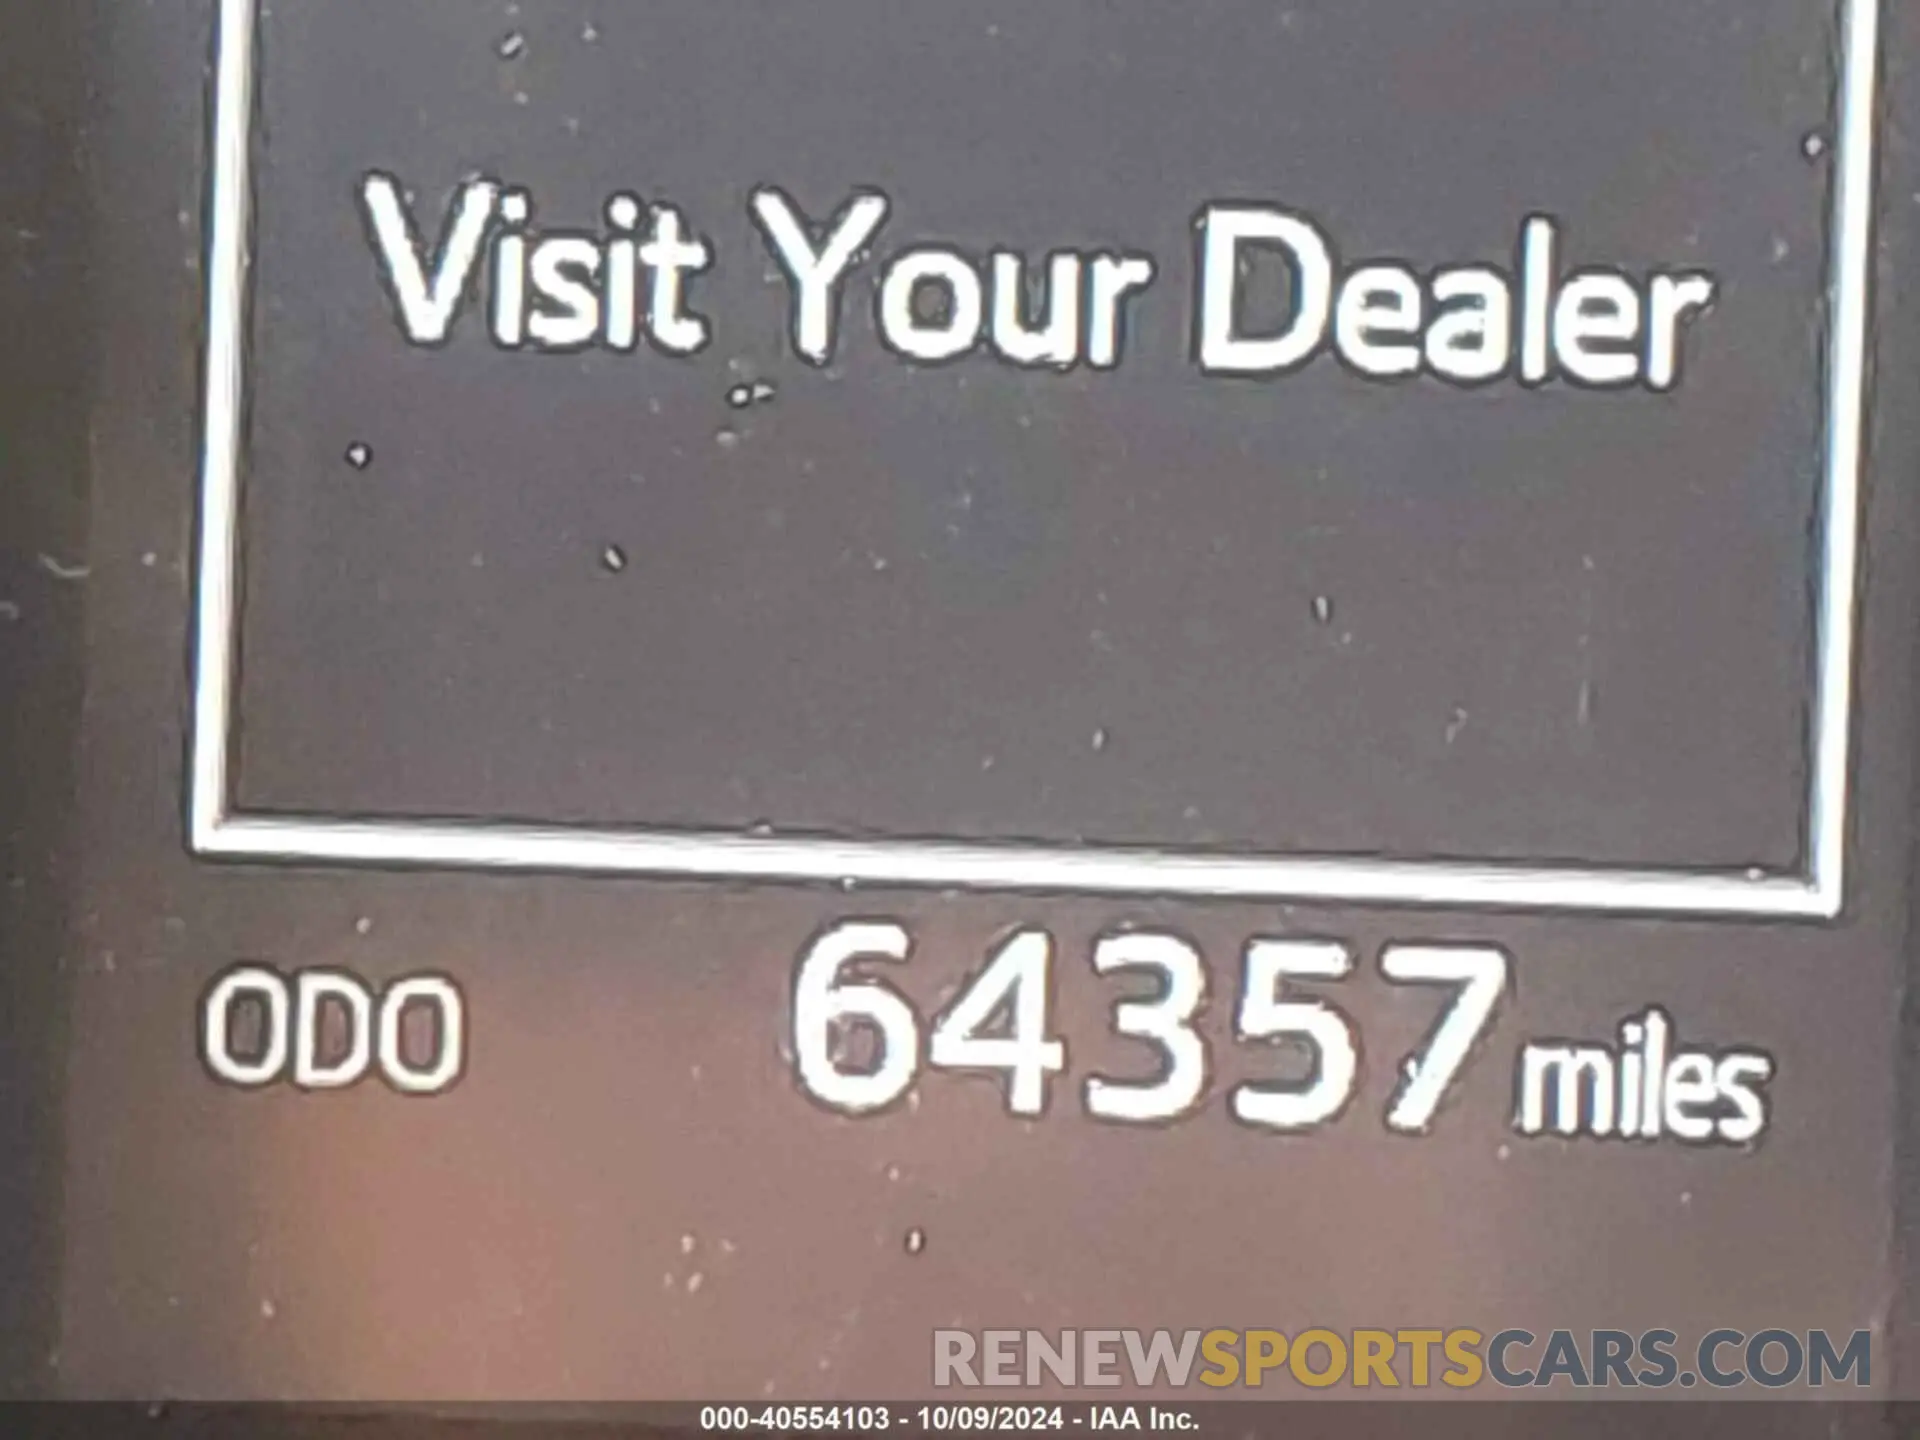 Visit Your Dealer
ODO 64357 miles
RENEWSPORTSCARS.COM
000-40554103 - 10/09/2024 - IAA Inc.